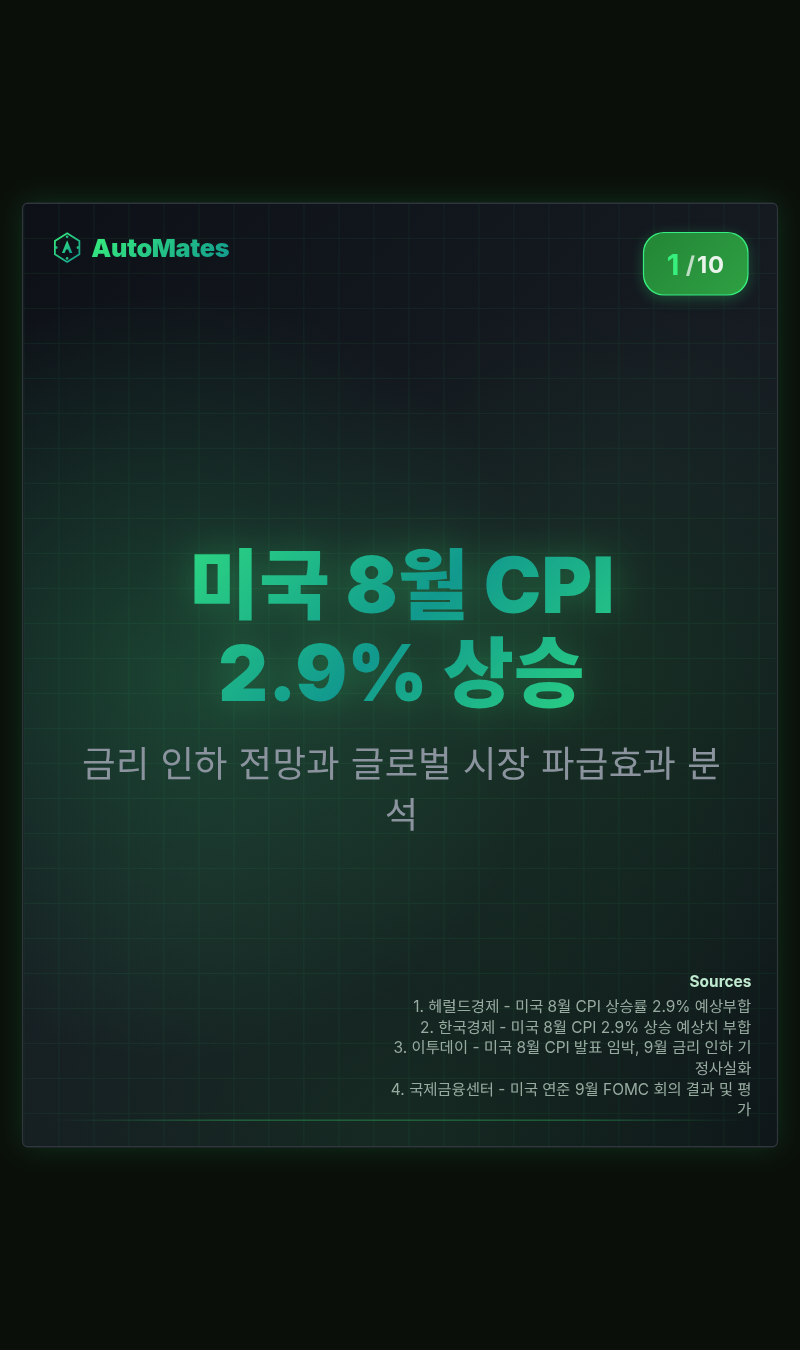 AutoMates
1/10
미국 8월 CPI
2.9% 상승
금리 인하 전망과 글로벌 시장 파급효과 분
석
Sources
1. 헤럴드경제 - 미국 8월 CPI 상승률 2.9% 예상부합
2. 한국경제 - 미국 8월 CPI 2.9% 상승 예상치 부합
3. 이투데이 - 미국 8월 CPI 발표 임박, 9월 금리 인하 기
정사실화
4. 국제금융센터 - 미국 연준 9월 FOMC 회의 결과 및 평
가